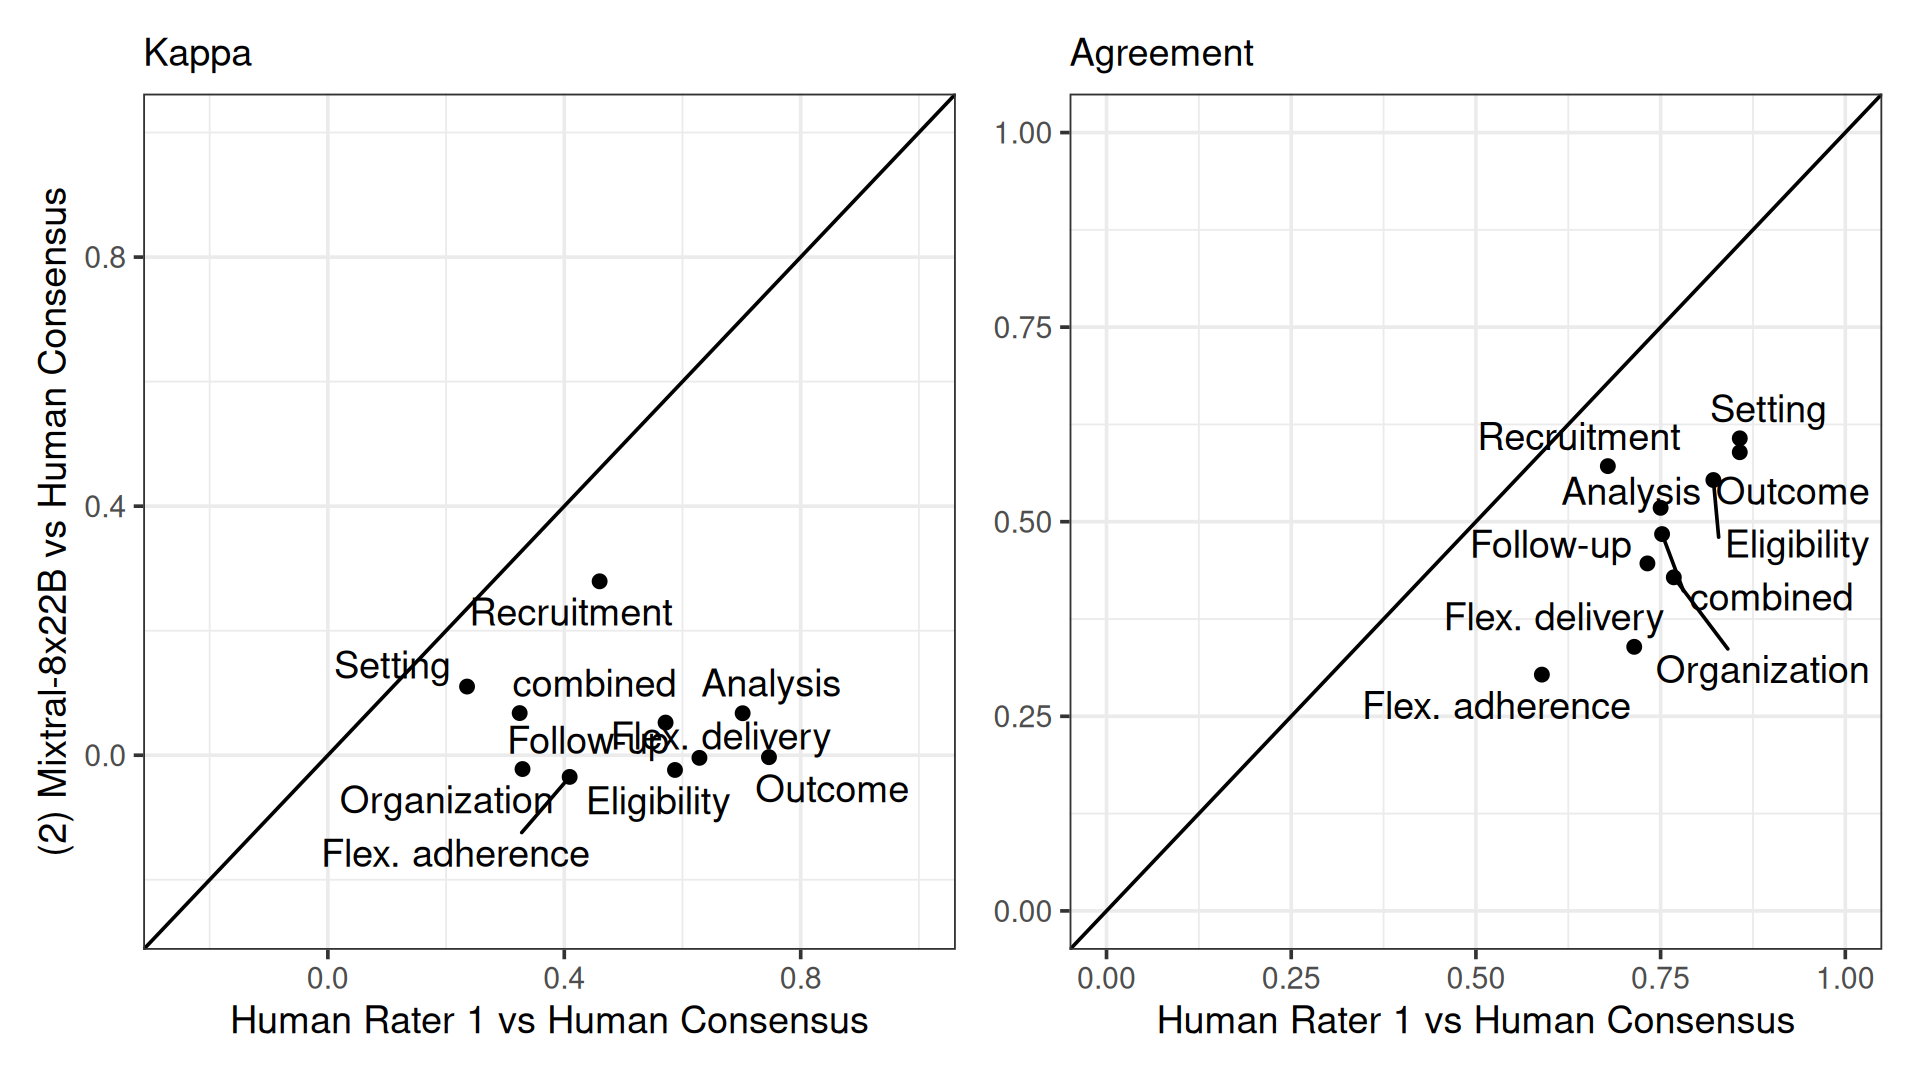 Kappa
Agreement
(2) Mixtral-8x22B vs Human Consensus
0.8
0.4
0.0
Recruitment
Setting
combined
Analysis
Follow-up
Flex. delivery
Organization
Eligibility
Outcome
Flex. adherence
0.0
0.4
0.8
Human Rater 1 vs Human Consensus
1.00
0.75
0.50
0.25
0.00
Setting
Recruitment
Analysis
Outcome
Follow-up
Eligibility
combined
Flex. delivery
Organization
Flex. adherence
0.00
0.25
0.50
0.75
1.00
Human Rater 1 vs Human Consensus